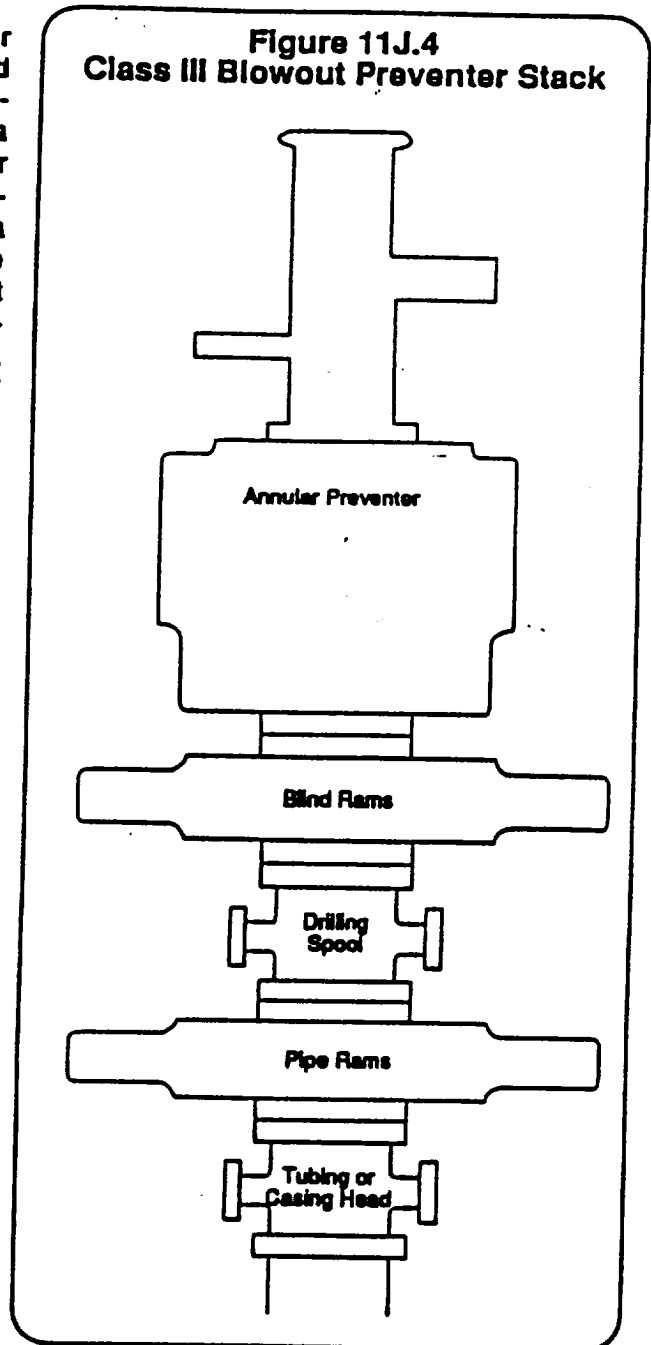 r
d
-
a
r
-
a
e
t
Figure 11J.4
Class III Blowout Preventer Stack
Annular Preventer
Blind Rams
Drilling
Spool
Pipe Rams
Tubing or
Casing Head